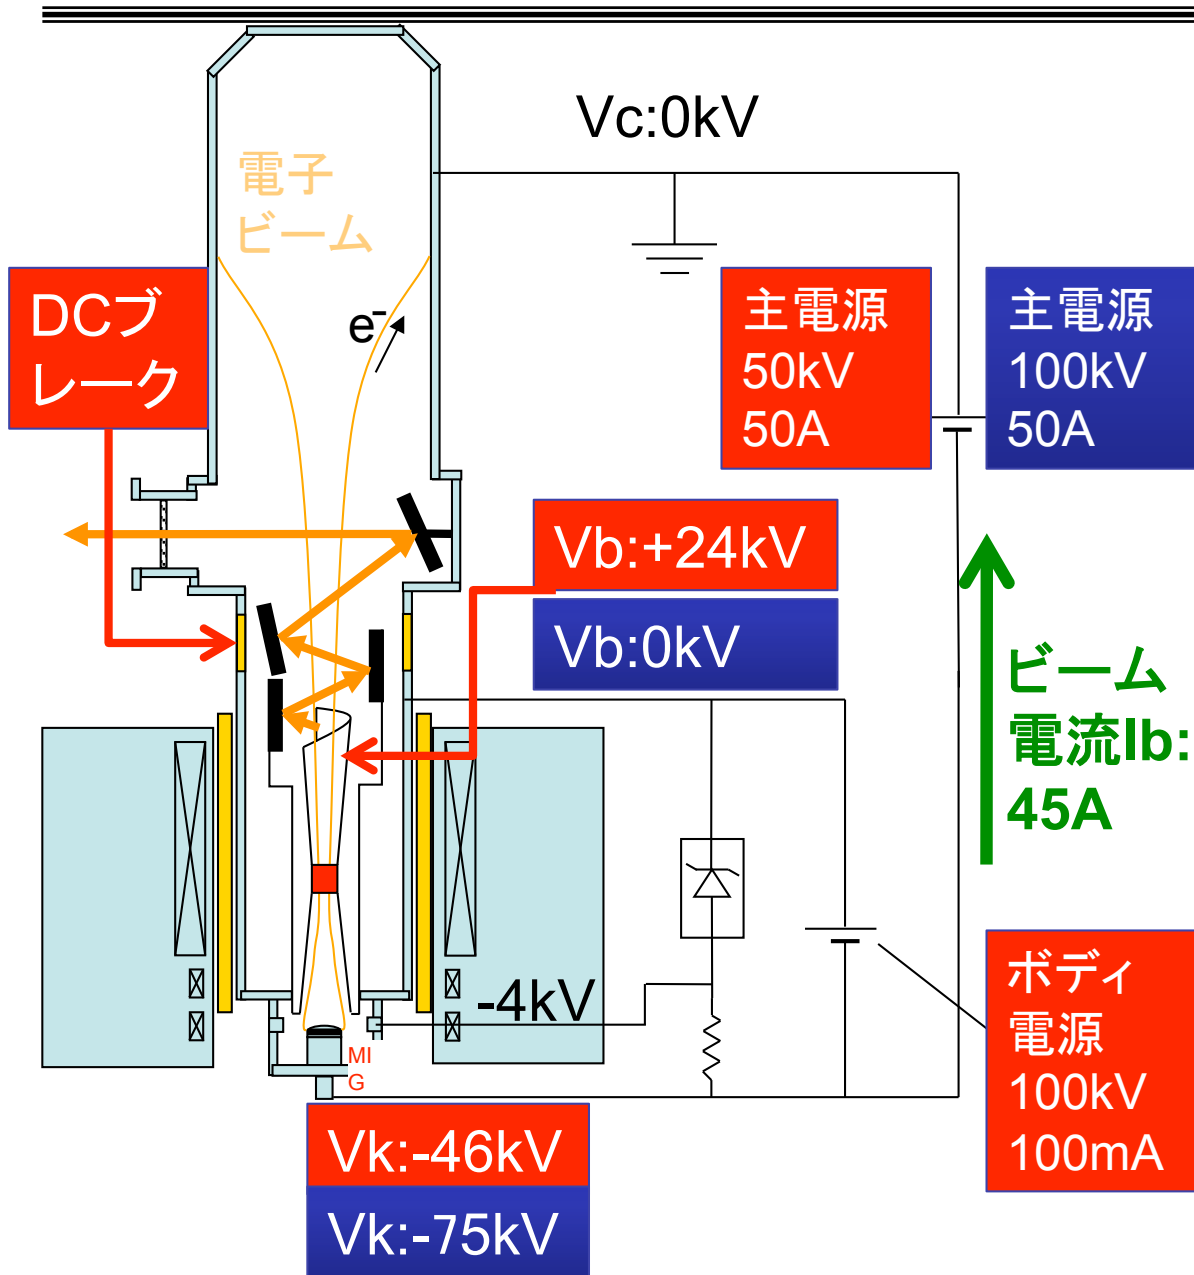 Vc:0kV
電子
ビーム
e-
DCブ
レーク
主電源
50kV
50A
主電源
100kV
50A
Vb:+24kV
Vb:0kV
ビーム
電流Ib:
45A
-4kV
MI
G
ボディ
電源
100kV
100mA
Vk:-46kV
Vk:-75kV